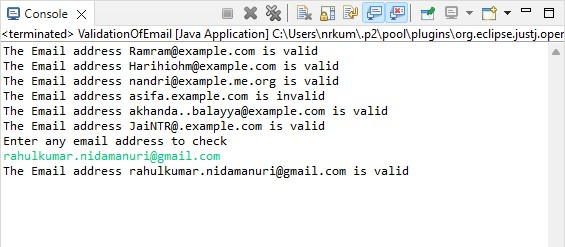 Console
<terminated> ValidationOfEmail [Java Application] C:\Users\nrkum\.p2\pool\plugins\org.eclipse.justj.oper
The Email address Ramram@example.com is valid
The Email address Harihiohm@example.com is valid
The Email address nandri@example.me.org is valid
The Email address asifa.example.com is invalid
The Email address akhanda..balayya@example.com is valid
The Email address JaiNTR@.example.com is valid
Enter any email address to check
rahulkumar.nidamanuri@gmail.com
The Email address rahulkumar.nidamanuri@gmail.com is valid